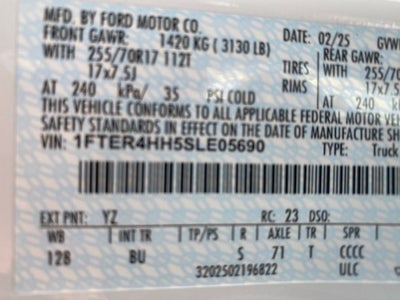 MFD. BY FORD MOTOR CO.
DATE: 02/25 GVW
FRONT GAWR: 1420 KG ( 3130 LB) REAR GAWR:
WITH 255/70R17 112T TIRES WITH 255/70
17x7.5J RIMS 17x7.
AT 240 kPa/ 35 PSI COLD AT 240 k
THIS VEHICLE CONFORMS TO ALL APPLICABLE FEDERAL MOTOR VEH
SAFETY STANDARDS IN EFFECT ON THE DATE OF MANUFACTURE SH
VIN: 1FTER4HH5SLE05690 TYPE: Truck
EXT PNT: YZ RC: 23 DSO:
WB INT TR TP/PS R AXLE TR SPR
128 BU S 71 T CCCC
3202502196822 ULC